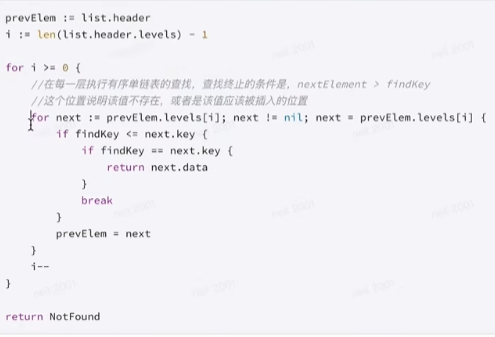 prevElem := list.header
i := len(list.header.levels) - 1
for i >= 0 {
//在每一层执行有序单链表的查找，查找终止的条件是，nextElement > findKey
//这个位置说明该值不存在，或者是该值应该被插入的位置
for next := prevElem.levels[i]; next != nil; next = prevElem.levels[i] {
if findKey <= next.key {
if findKey == next.key {
return next.data
}
break
}
prevElem = next
}
i--
}
return NotFound